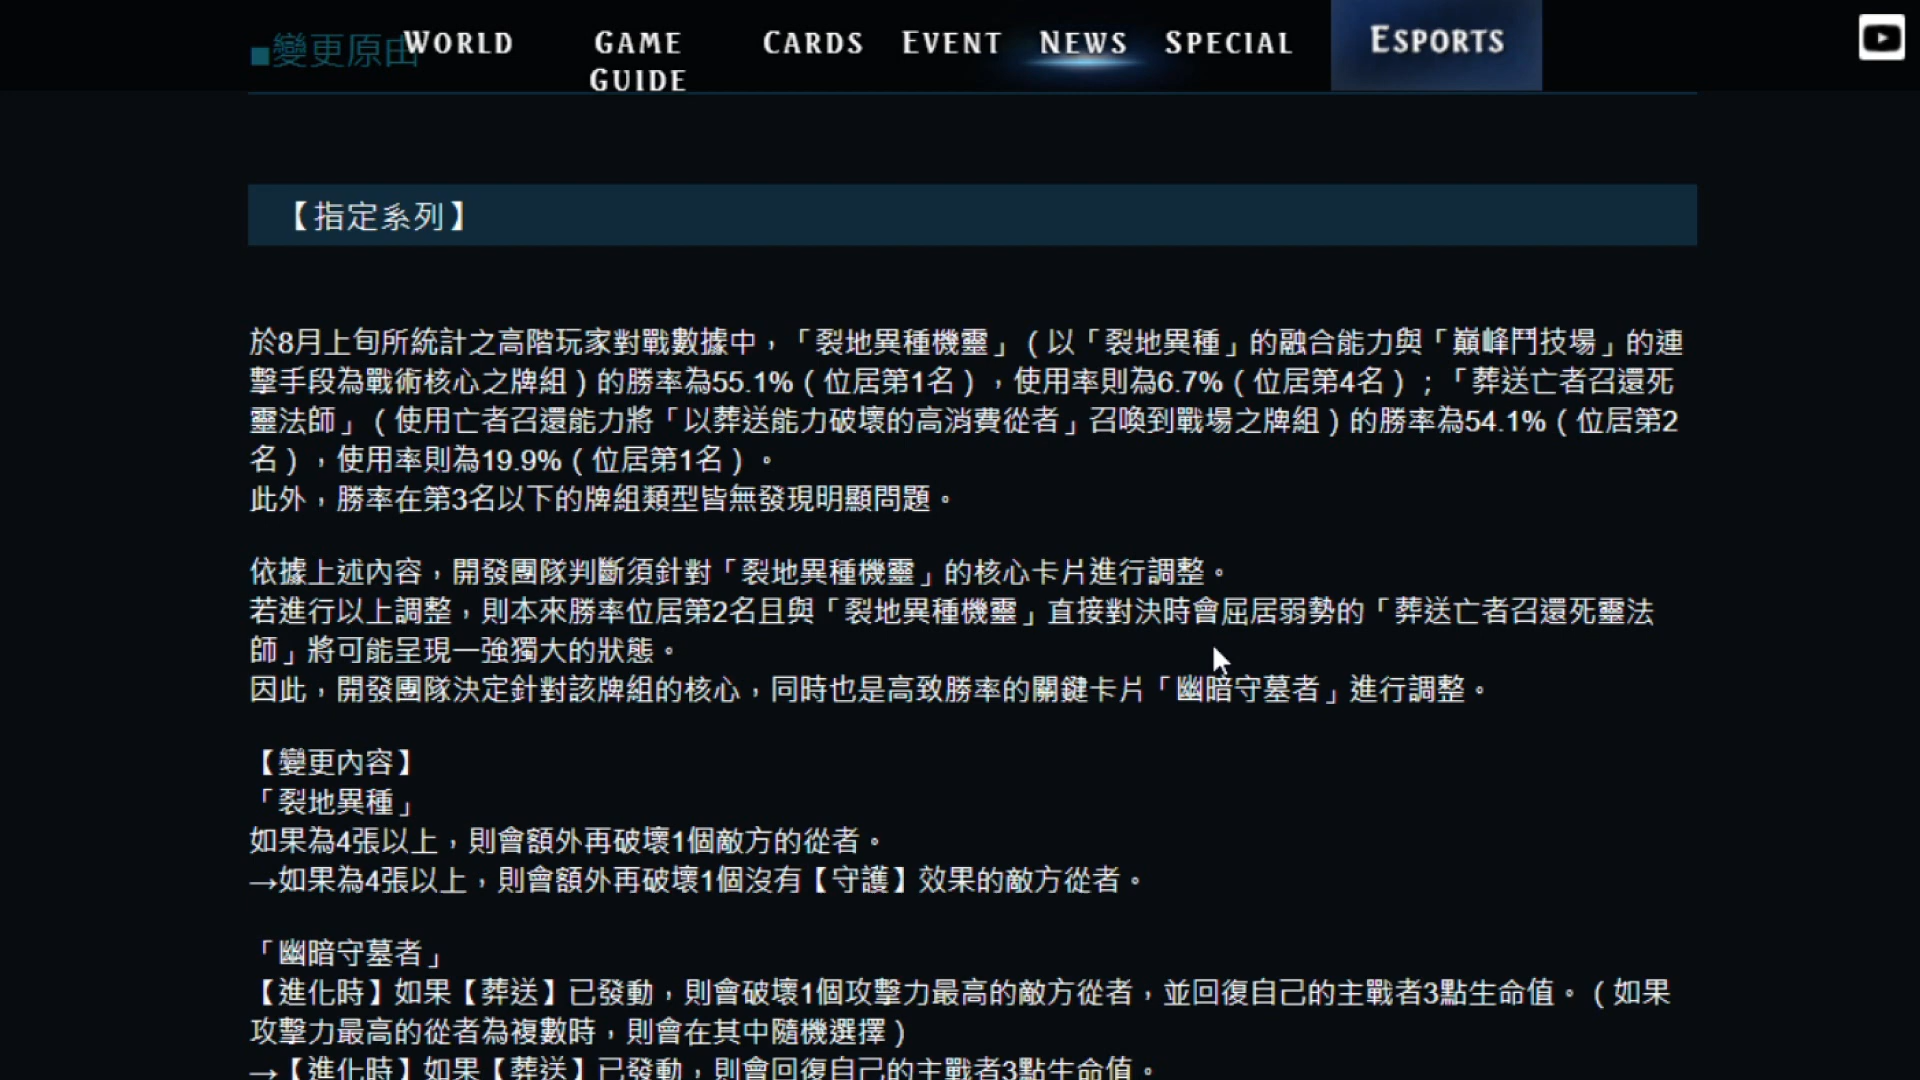 ■變更原由
WORLD
GAME GUIDE
CARDS
EVENT
NEWS
SPECIAL
ESPORTS
【指定系列】
於8月上旬所統計之高階玩家對戰數據中，「裂地異種機靈」（以「裂地異種」的融合能力與「巔峰鬥技場」的連
擊手段為戰術核心之牌組）的勝率為55.1%（位居第1名），使用率則為6.7%（位居第4名）；「葬送亡者召還死
靈法師」（使用亡者召還能力將「以葬送能力破壞的高消費從者」召喚到戰場之牌組）的勝率為54.1%（位居第2
名），使用率則為19.9%（位居第1名）。
此外，勝率在第3名以下的牌組類型皆無發現明顯問題。
依據上述內容，開發團隊判斷須針對「裂地異種機靈」的核心卡片進行調整。
若進行以上調整，則本來勝率位居第2名且與「裂地異種機靈」直接對決時會屈居弱勢的「葬送亡者召還死靈法
師」將可能呈現一強獨大的狀態。
因此，開發團隊決定針對該牌組的核心，同時也是高致勝率的關鍵卡片「幽暗守墓者」進行調整。
【變更內容】
「裂地異種」
如果為4張以上，則會額外再破壞1個敵方的從者。
→如果為4張以上，則會額外再破壞1個沒有【守護】效果的敵方從者。
「幽暗守墓者」
【進化時】如果【葬送】已發動，則會破壞1個攻擊力最高的敵方從者，並回復自己的主戰者3點生命值。（如果
攻擊力最高的從者為複數時，則會在其中隨機選擇）
→【進化時】如果【葬送】已發動，則會回復自己的主戰者3點生命值。